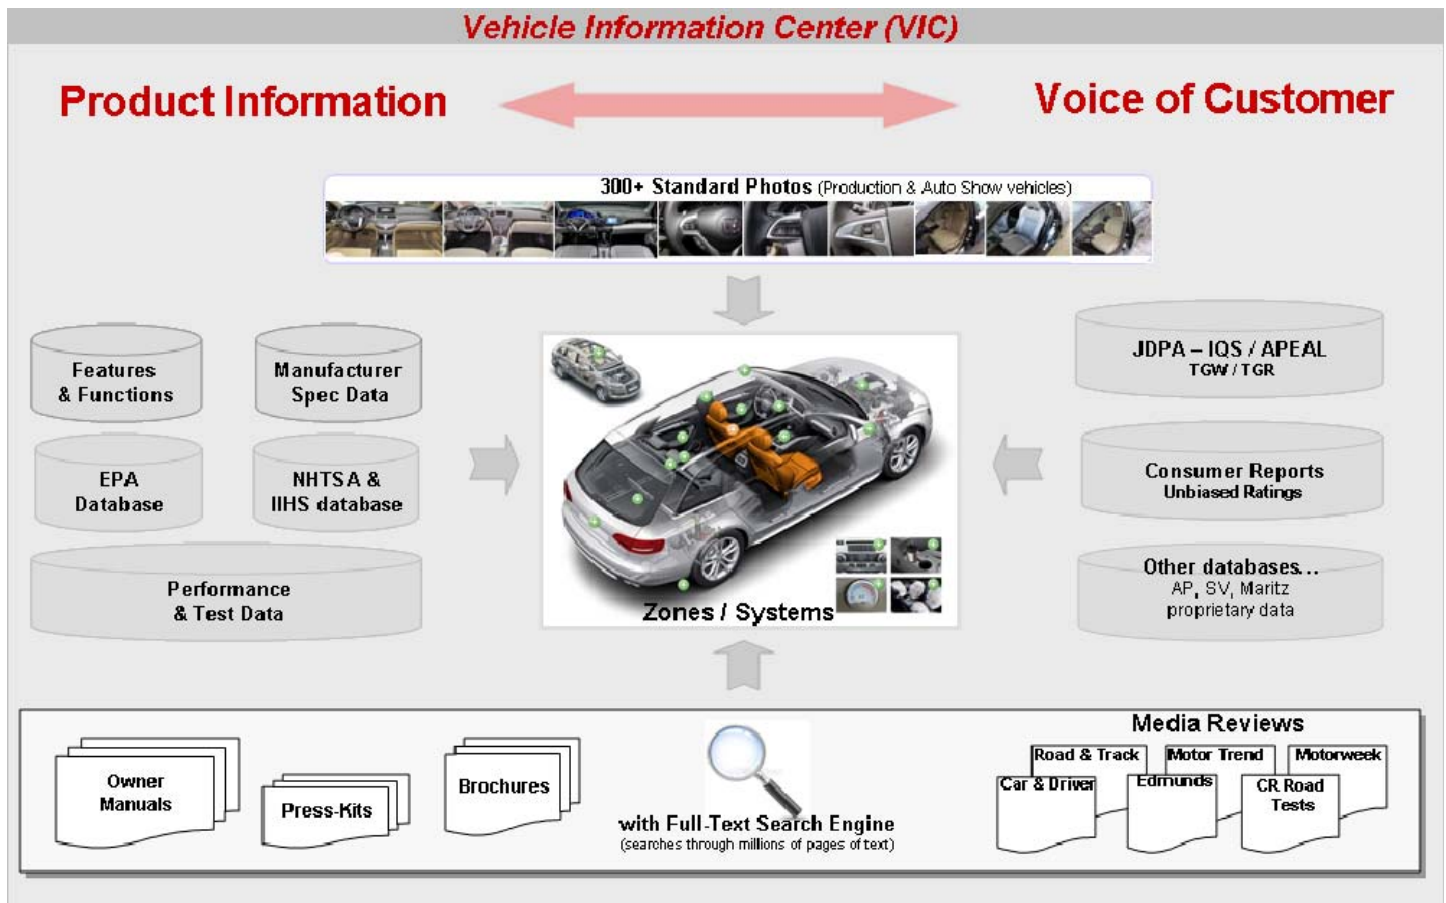 Vehicle Information Center (VIC)
Product Information
Voice of Customer
300+ Standard Photos (Production & Auto Show vehicles)
Features
& Functions
Manufacturer
Spec Data
EPA
Database
NHTSA &
IIHS database
Performance
& Test Data
Zones / Systems
JDPA – IQS / APEAL
TGW / TGR
Consumer Reports
Unbiased Ratings
Other databases...
AP, SV, Maritz
proprietary data
Owner
Manuals
Press-Kits
Brochures
with Full-Text Search Engine
(searches through millions of pages of text)
Media Reviews
Road & Track
Motor Trend
Motorweek
Car & Driver
Edmunds
CR Road
Tests